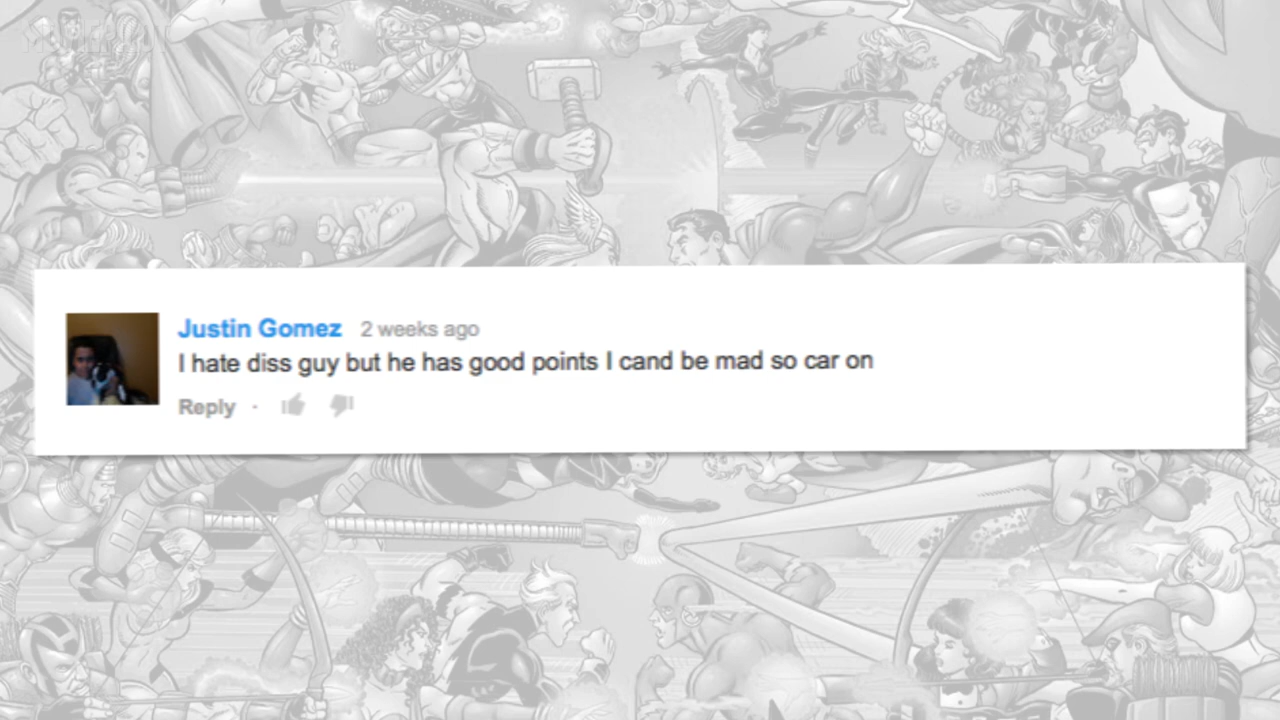 Justin Gomez 2 weeks ago
I hate diss guy but he has good points I cand be mad so car on
Reply ·